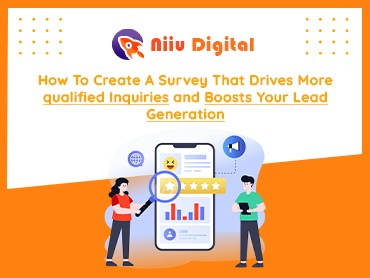 Niiu Digital
How To Create A Survey That Drives More
qualified Inquiries and Boosts Your Lead
Generation